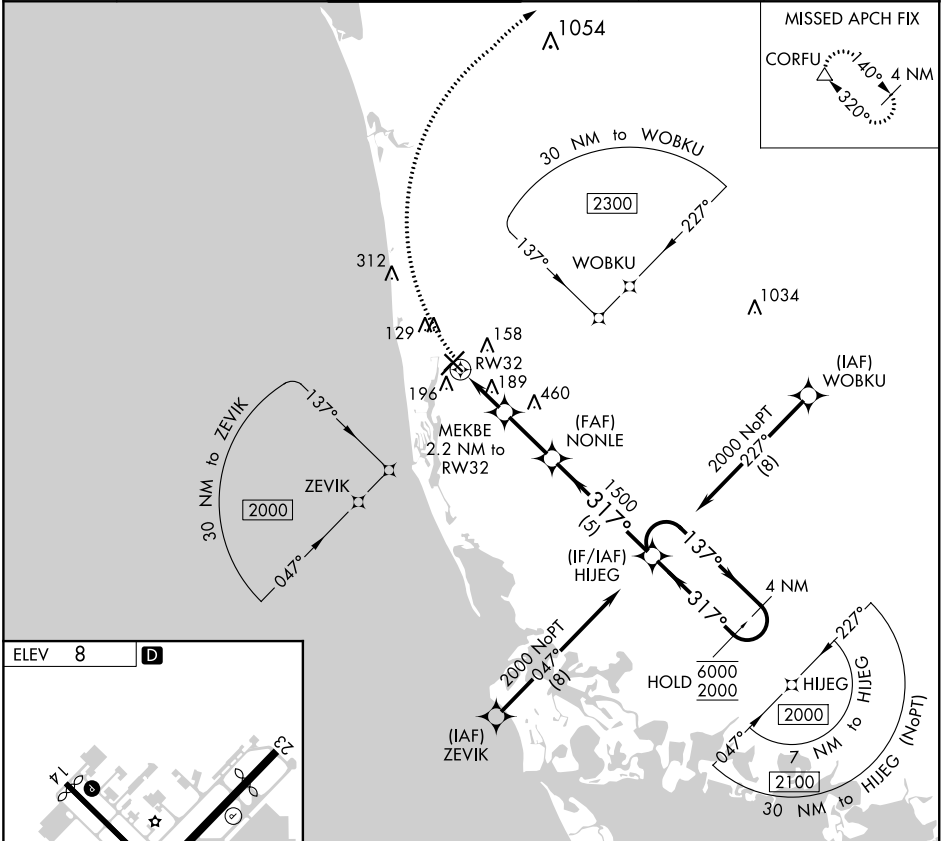 1054
MISSED APCH FIX
CORFU
140°
4 NM
320°
30 NM to WOBKU
2300
227°
137°
WOBKU
312
1034
129
158
RW32
196
189
460
(IAF)
WOBKU
2000 NoPT
227°
(8)
MEKBE
2.2 NM to
RW32
(FAF)
NONLE
30 NM to ZEVIK
137°
ZEVIK
2000
047°
1500
317°
(5)
(IF/IAF)
HIJEG
137°
4 NM
317°
HOLD
6000
2000
2000 NoPT
047°
(8)
(IAF)
ZEVIK
227°
HIJEG
2000
047°
7 NM to HIJEG
2100
30 NM to HIJEG (NoPT)
ELEV 8
D
14
P
23
P